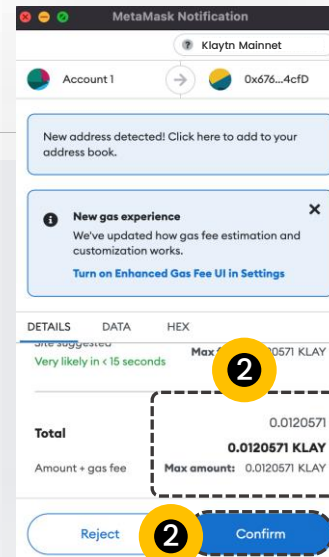 MetaMask Notification
Klaytn Mainnet
Account 1
0x676...4cfD
New address detected! Click here to add to your
address book.
New gas experience
We've updated how gas fee estimation and
customization works.
Turn on Enhanced Gas Fee UI in Settings
DETAILS DATA HEX
Site suggested
Very likely in < 15 seconds
Max 0571 KLAY
2
0.0120571
Total
0.0120571 KLAY
Amount + gas fee
Max amount: 0.0120571 KLAY
Reject
2
Confirm